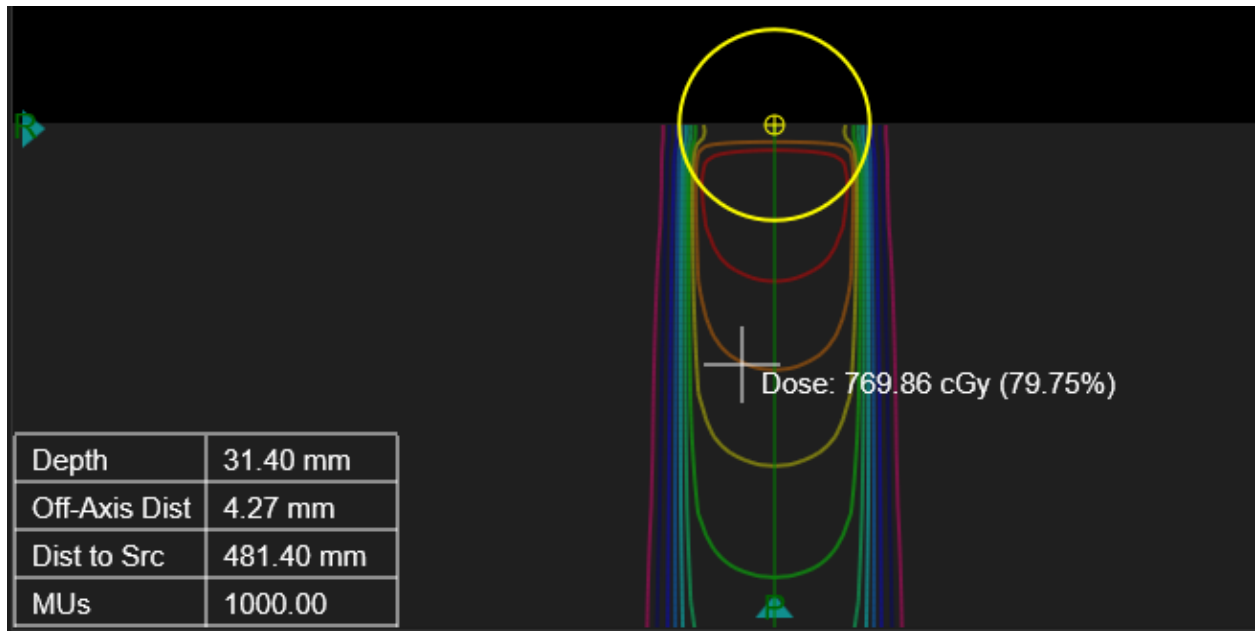 R
Dose: 769.86 cGy (79.75%)
Depth 31.40 mm
Off-Axis Dist 4.27 mm
Dist to Src 481.40 mm
MUs 1000.00
P